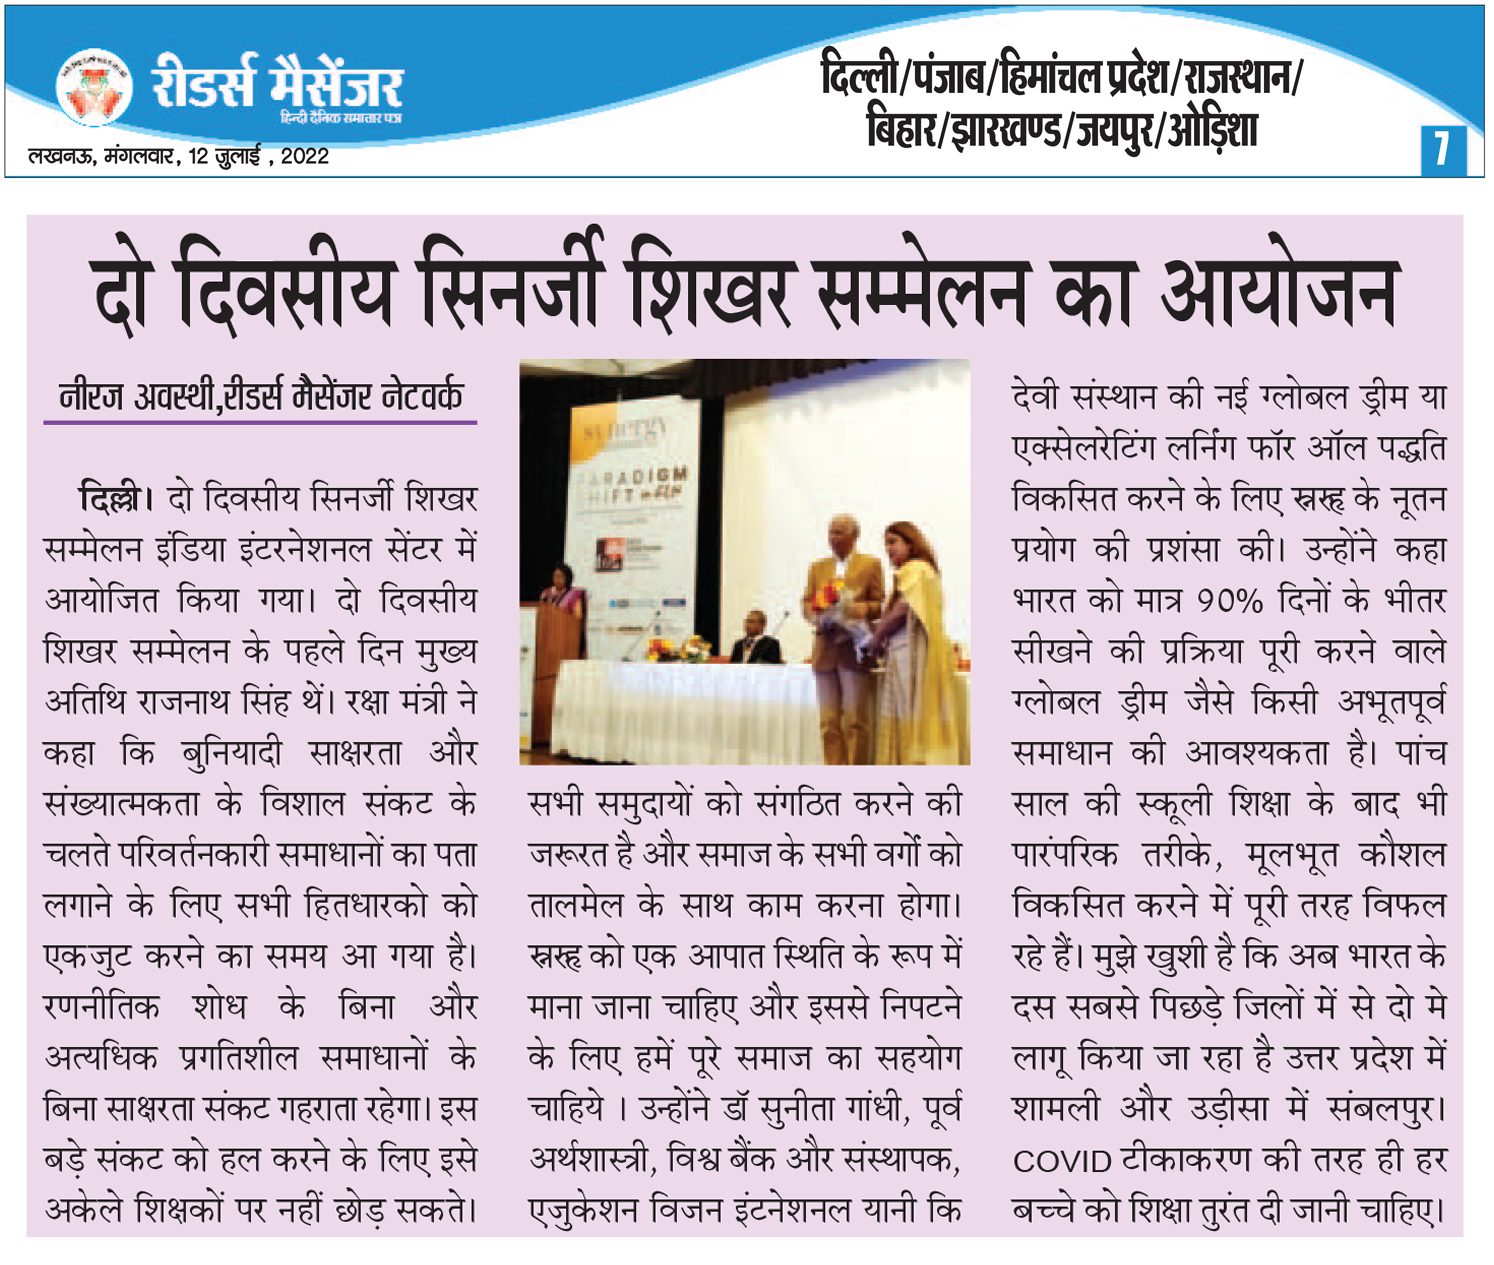 रीडर्स मैसेंजर
हिन्दी दैनिक समाचार पत्र
लखनऊ, मंगलवार, 12 जुलाई , 2022
दिल्ली/पंजाब/हिमांचल प्रदेश/राजस्थान/
बिहार/झारखण्ड/जयपुर/ओड़िशा
7
दो दिवसीय सिनर्जी शिखर सम्मेलन का आयोजन
नीरज अवस्थी,रीडर्स मैसेंजर नेटवर्क
दिल्ली। दो दिवसीय सिनर्जी शिखर
सम्मेलन इंडिया इंटरनेशनल सेंटर में
आयोजित किया गया। दो दिवसीय
शिखर सम्मेलन के पहले दिन मुख्य
अतिथि राजनाथ सिंह थें। रक्षा मंत्री ने
कहा कि बुनियादी साक्षरता और
संख्यात्मकता के विशाल संकट के
चलते परिवर्तनकारी समाधानों का पता
लगाने के लिए सभी हितधारको को
एकजुट करने का समय आ गया है।
रणनीतिक शोध के बिना और
अत्यधिक प्रगतिशील समाधानों के
बिना साक्षरता संकट गहराता रहेगा। इस
बड़े संकट को हल करने के लिए इसे
अकेले शिक्षकों पर नहीं छोड़ सकते।
synergy
PARADIGM
SHIFT in FLN
सभी समुदायों को संगठित करने की
जरूरत है और समाज के सभी वर्गों को
तालमेल के साथ काम करना होगा।
को एक आपात स्थिति के रूप में
माना जाना चाहिए और इससे निपटने
के लिए हमें पूरे समाज का सहयोग
चाहिये । उन्होंने डॉ सुनीता गांधी, पूर्व
अर्थशास्त्री, विश्व बैंक और संस्थापक,
एजुकेशन विजन इंटनेशनल यानी कि
देवी संस्थान की नई ग्लोबल ड्रीम या
एक्सेलरेटिंग लर्निंग फॉर ऑल पद्धति
विकसित करने के लिए के नूतन
प्रयोग की प्रशंसा की। उन्होंने कहा
भारत को मात्र 90% दिनों के भीतर
सीखने की प्रक्रिया पूरी करने वाले
ग्लोबल ड्रीम जैसे किसी अभूतपूर्व
समाधान की आवश्यकता है। पांच
साल की स्कूली शिक्षा के बाद भी
पारंपरिक तरीके, मूलभूत कौशल
विकसित करने में पूरी तरह विफल
रहे हैं। मुझे खुशी है कि अब भारत के
दस सबसे पिछड़े जिलों में से दो मे
लागू किया जा रहा है उत्तर प्रदेश में
शामली और उड़ीसा में संबलपुर।
COVID टीकाकरण की तरह ही हर
बच्चे को शिक्षा तुरंत दी जानी चाहिए।